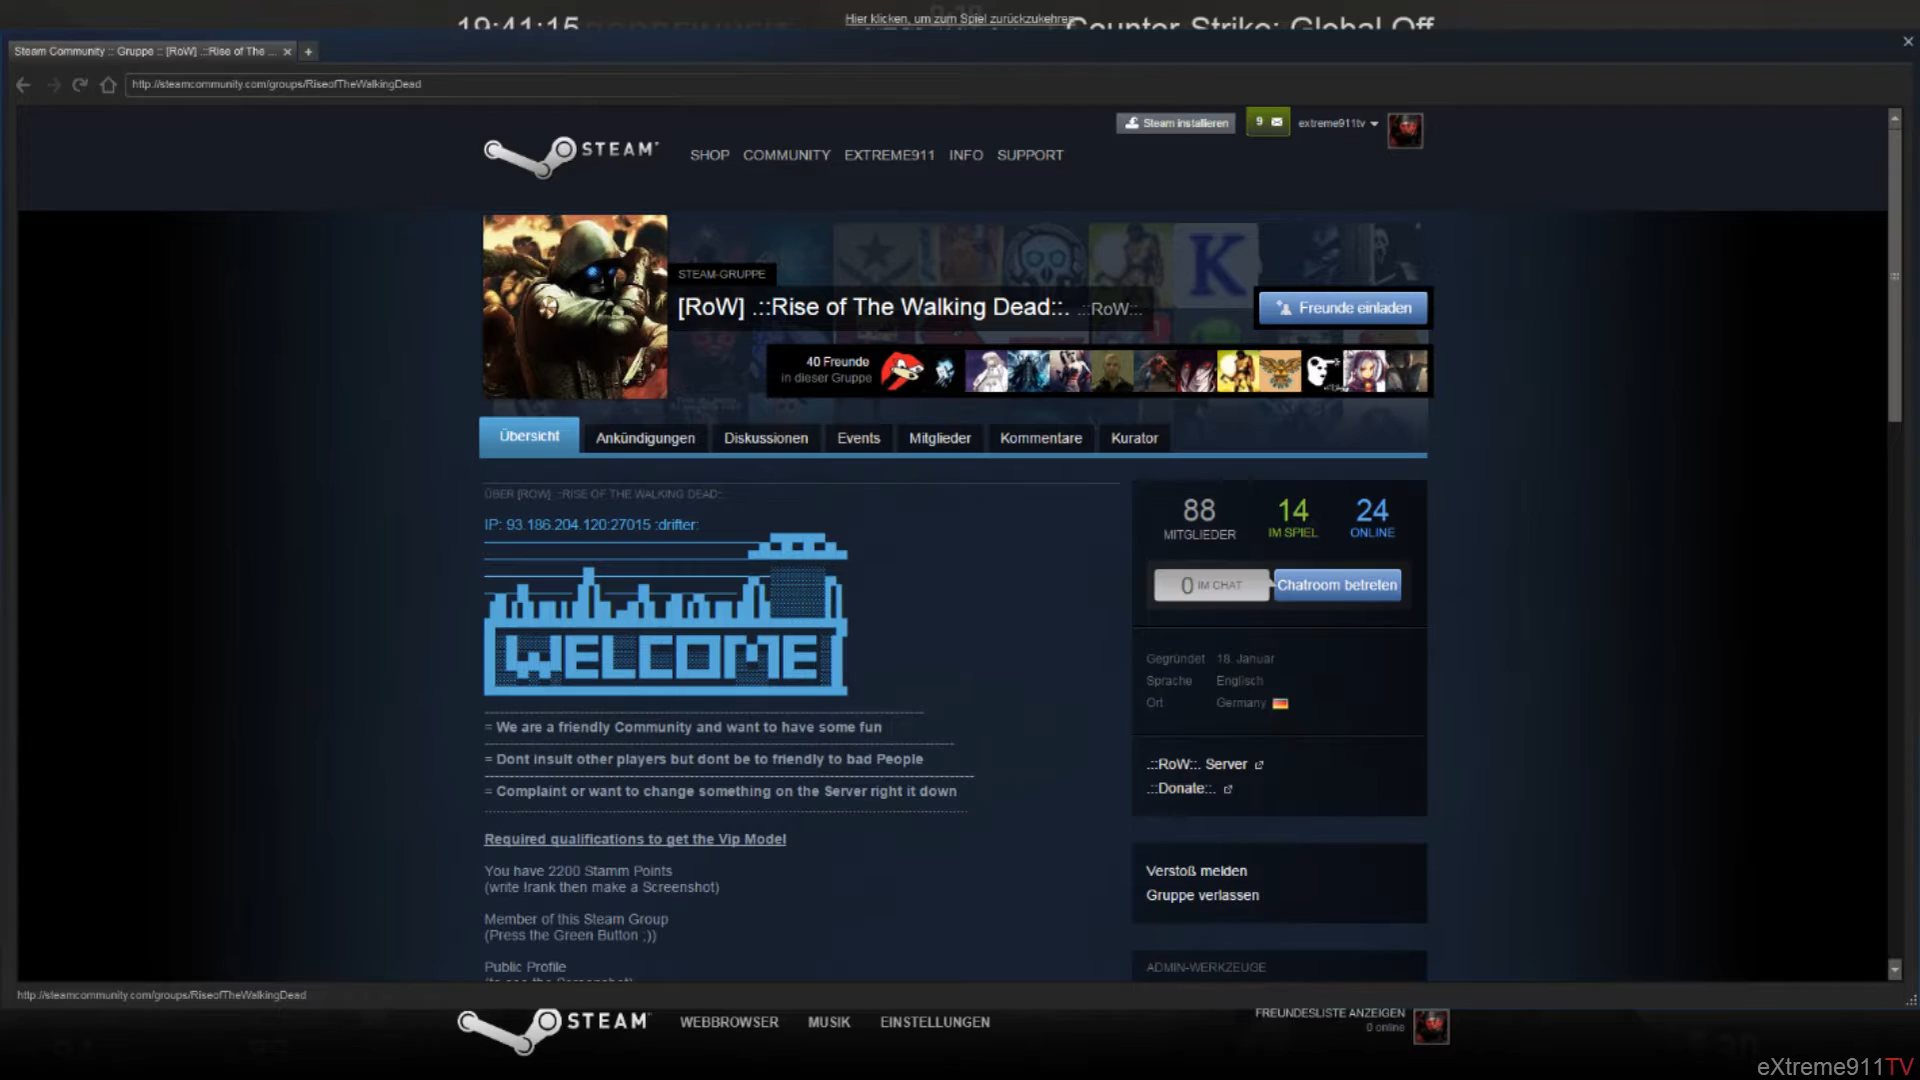 19:41:15
Hier klicken, um zum Spiel zurückzukehren
Counter Strike: Global Off
Steam Community :: Gruppe :: [RoW] .::Rise of The ...
http://steamcommunity.com/groups/RiseofTheWalkingDead
Steam installieren
9
extreme911tv
STEAM
SHOP COMMUNITY EXTREME911 INFO SUPPORT
STEAM-GRUPPE
[RoW] .::Rise of The Walking Dead::. .::RoW::.
Freunde einladen
40 Freunde
in dieser Gruppe
K
Übersicht Ankündigungen Diskussionen Events Mitglieder Kommentare Kurator
ÜBER [ROW] .::RISE OF THE WALKING DEAD::.
IP: 93.186.204.120:27015 :drifter:
WELCOME
= We are a friendly Community and want to have some fun
= Dont insult other players but dont be to friendly to bad People
= Complaint or want to change something on the Server right it down
Required qualifications to get the Vip Model
You have 2200 Stamm Points
(write !rank then make a Screenshot)
Member of this Steam Group
(Press the Green Button ;))
Public Profile
88 14 24
MITGLIEDER IM SPIEL ONLINE
0 IM CHAT Chatroom betreten
Gegründet 18. Januar
Sprache Englisch
Ort Germany
.::RoW::. Server
.::Donate::.
Verstoß melden
Gruppe verlassen
ADMIN-WERKZEUGE
http://steamcommunity.com/groups/RiseofTheWalkingDead
STEAM WEBBROWSER MUSIK EINSTELLUNGEN
FREUNDESLISTE ANZEIGEN
0 online
eXtreme911TV